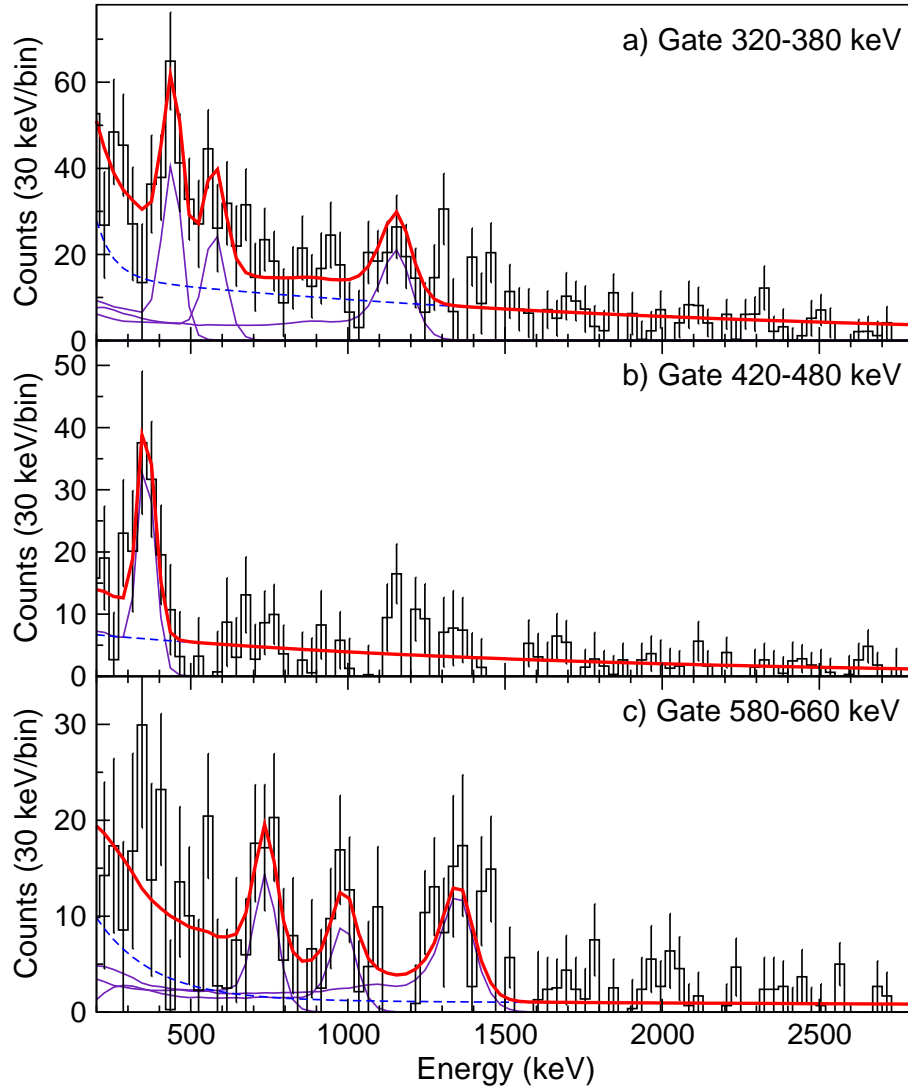 a) Gate 320-380 keV
Counts (30 keV/bin)
60
40
20
0
b) Gate 420-480 keV
Counts (30 keV/bin)
50
40
30
20
10
0
c) Gate 580-660 keV
Counts (30 keV/bin)
30
20
10
0
500 1000 1500 2000 2500
Energy (keV)